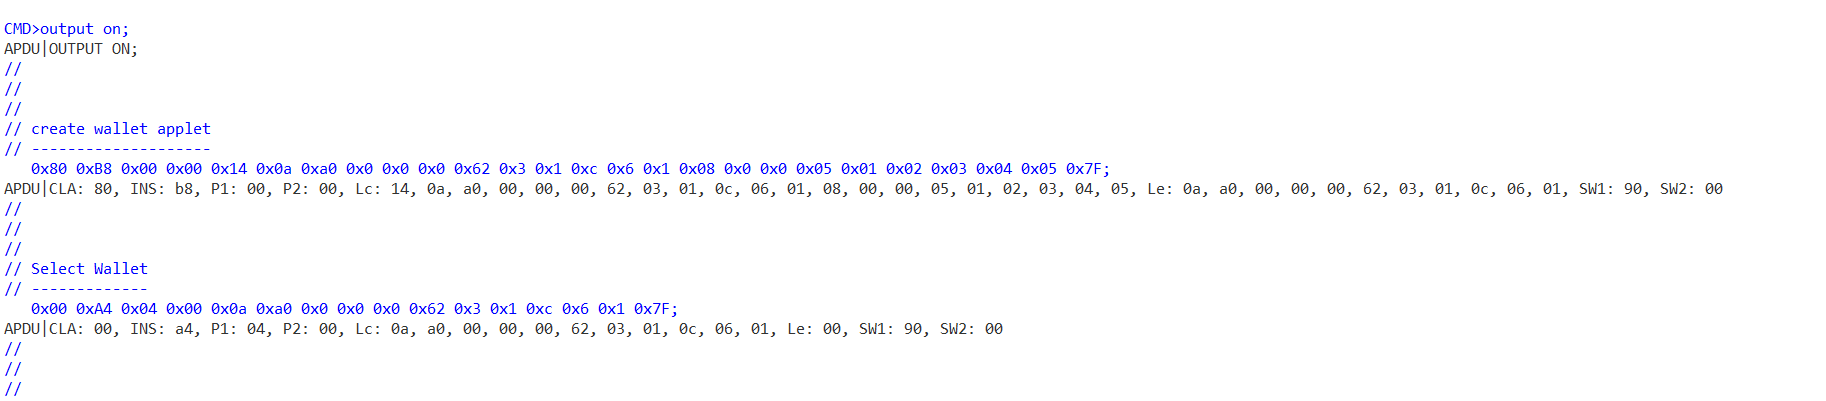 CMD>output on;
APDU|OUTPUT ON;
//
//
//
// create wallet applet
// --------------------
0x80 0xB8 0x00 0x00 0x14 0x0a 0xa0 0x0 0x0 0x0 0x62 0x3 0x1 0xc 0x6 0x1 0x08 0x0 0x0 0x05 0x01 0x02 0x03 0x04 0x05 0x7F;
APDU|CLA: 80, INS: b8, P1: 00, P2: 00, Lc: 14, 0a, a0, 00, 00, 00, 62, 03, 01, 0c, 06, 01, 08, 00, 00, 05, 01, 02, 03, 04, 05, Le: 0a, a0, 00, 00, 00, 62, 03, 01, 0c, 06, 01, SW1: 90, SW2: 00
//
//
//
// Select Wallet
// -------------
0x00 0xA4 0x04 0x00 0x0a 0xa0 0x0 0x0 0x0 0x62 0x3 0x1 0xc 0x6 0x1 0x7F;
APDU|CLA: 00, INS: a4, P1: 04, P2: 00, Lc: 0a, a0, 00, 00, 00, 62, 03, 01, 0c, 06, 01, Le: 00, SW1: 90, SW2: 00
//
//
//